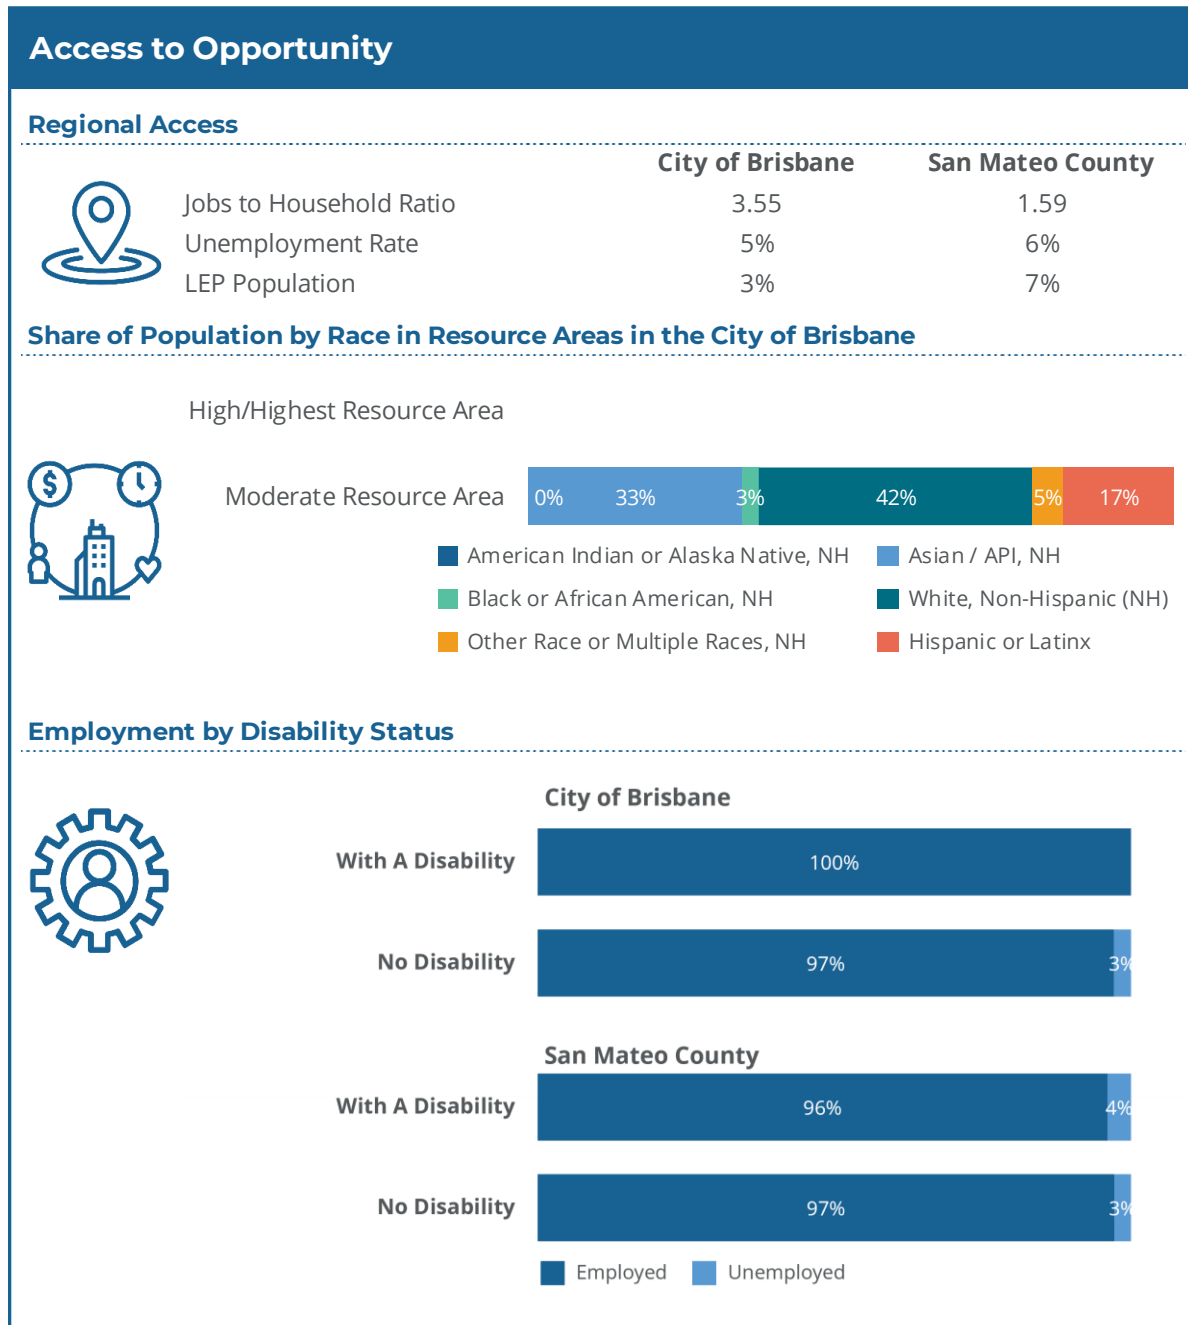 Access to Opportunity
Regional Access
City of Brisbane San Mateo County
Jobs to Household Ratio 3.55 1.59
Unemployment Rate 5% 6%
LEP Population 3% 7%
Share of Population by Race in Resource Areas in the City of Brisbane
High/Highest Resource Area
$
Moderate Resource Area 0% 33% 3% 42% 5% 17%
American Indian or Alaska Native, NH Asian / API, NH
Black or African American, NH White, Non-Hispanic (NH)
Other Race or Multiple Races, NH Hispanic or Latinx
Employment by Disability Status
City of Brisbane
With A Disability 100%
No Disability 97% 3%
San Mateo County
With A Disability 96% 4%
No Disability 97% 3%
Employed Unemployed